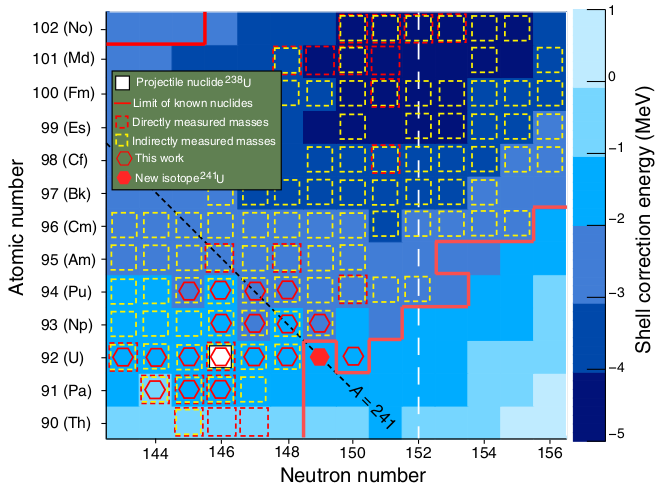 102 (No)
101 (Md)
100 (Fm)
99 (Es)
98 (Cf)
97 (Bk)
96 (Cm)
95 (Am)
94 (Pu)
93 (Np)
92 (U)
91 (Pa)
90 (Th)
Atomic number
Projectile nuclide 238U
Limit of known nuclides
Directly measured masses
Indirectly measured masses
This work
New isotope 241U
A = 241
144
146
148
150
152
154
156
Neutron number
1
0
−1
−2
−3
−4
−5
Shell correction energy (MeV)